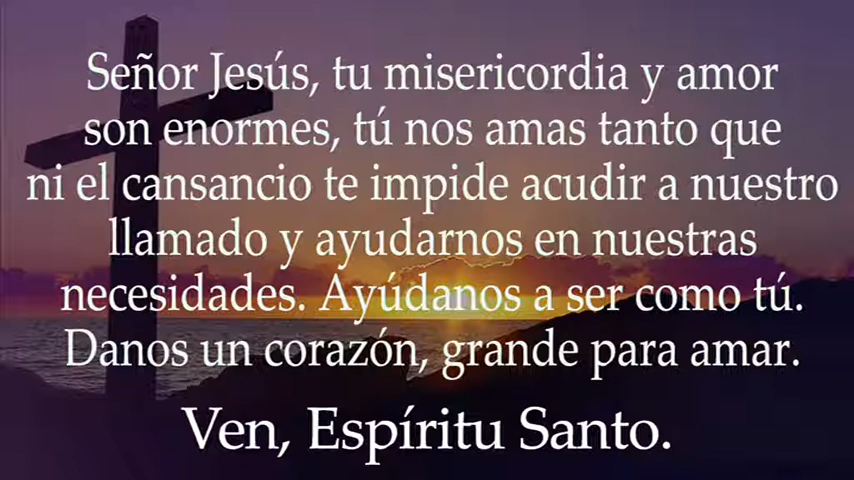 Señor Jesús, tu misericordia y amor
son enormes, tú nos amas tanto que
ni el cansancio te impide acudir a nuestro
llamado y ayudarnos en nuestras
necesidades. Ayúdanos a ser como tú.
Danos un corazón, grande para amar.
Ven, Espíritu Santo.